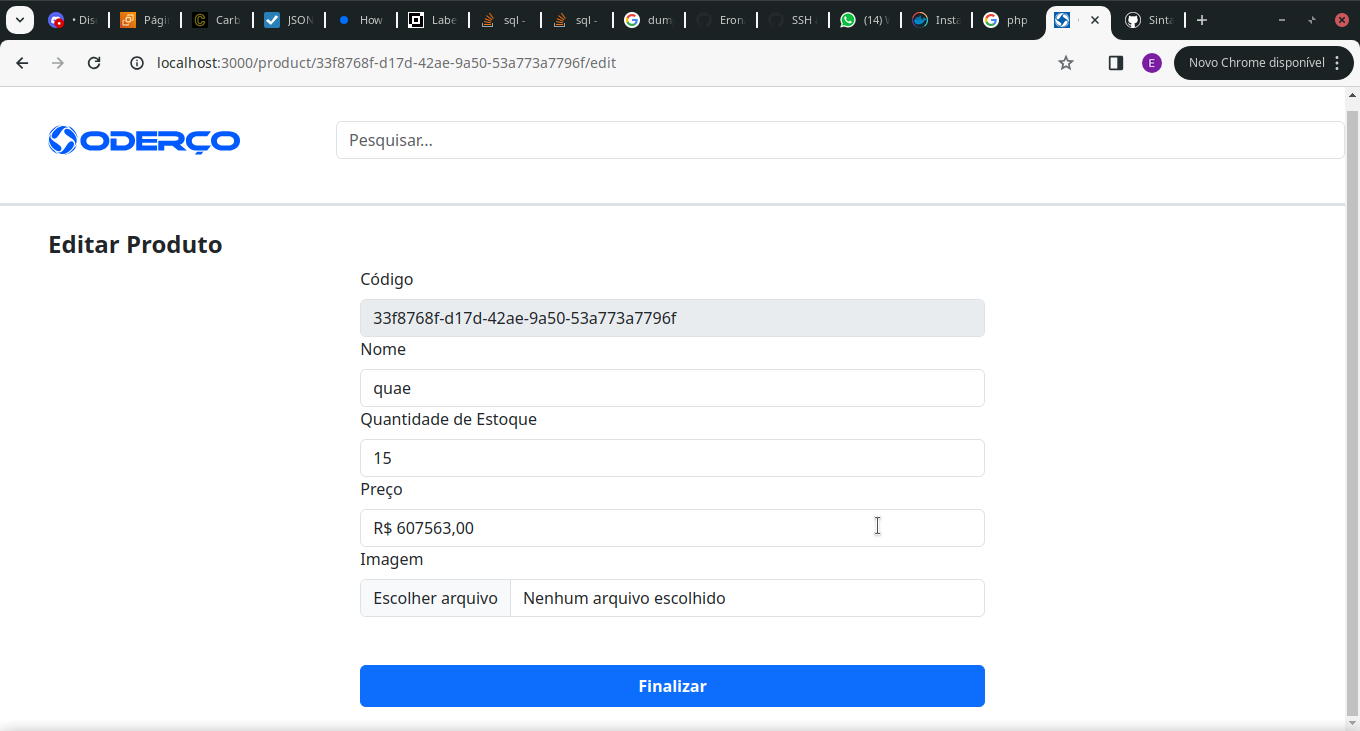 • Dis
Pági
Carb
JSON
How
Labe
sql -
sql -
dum
Eron
SSH
(14)
Insta
php
Sinta
localhost:3000/product/33f8768f-d17d-42ae-9a50-53a773a7796f/edit
E
Novo Chrome disponível
ODERÇO
Pesquisar...
Editar Produto
Código
33f8768f-d17d-42ae-9a50-53a773a7796f
Nome
quae
Quantidade de Estoque
15
Preço
R$ 607563,00
Imagem
Escolher arquivo Nenhum arquivo escolhido
Finalizar